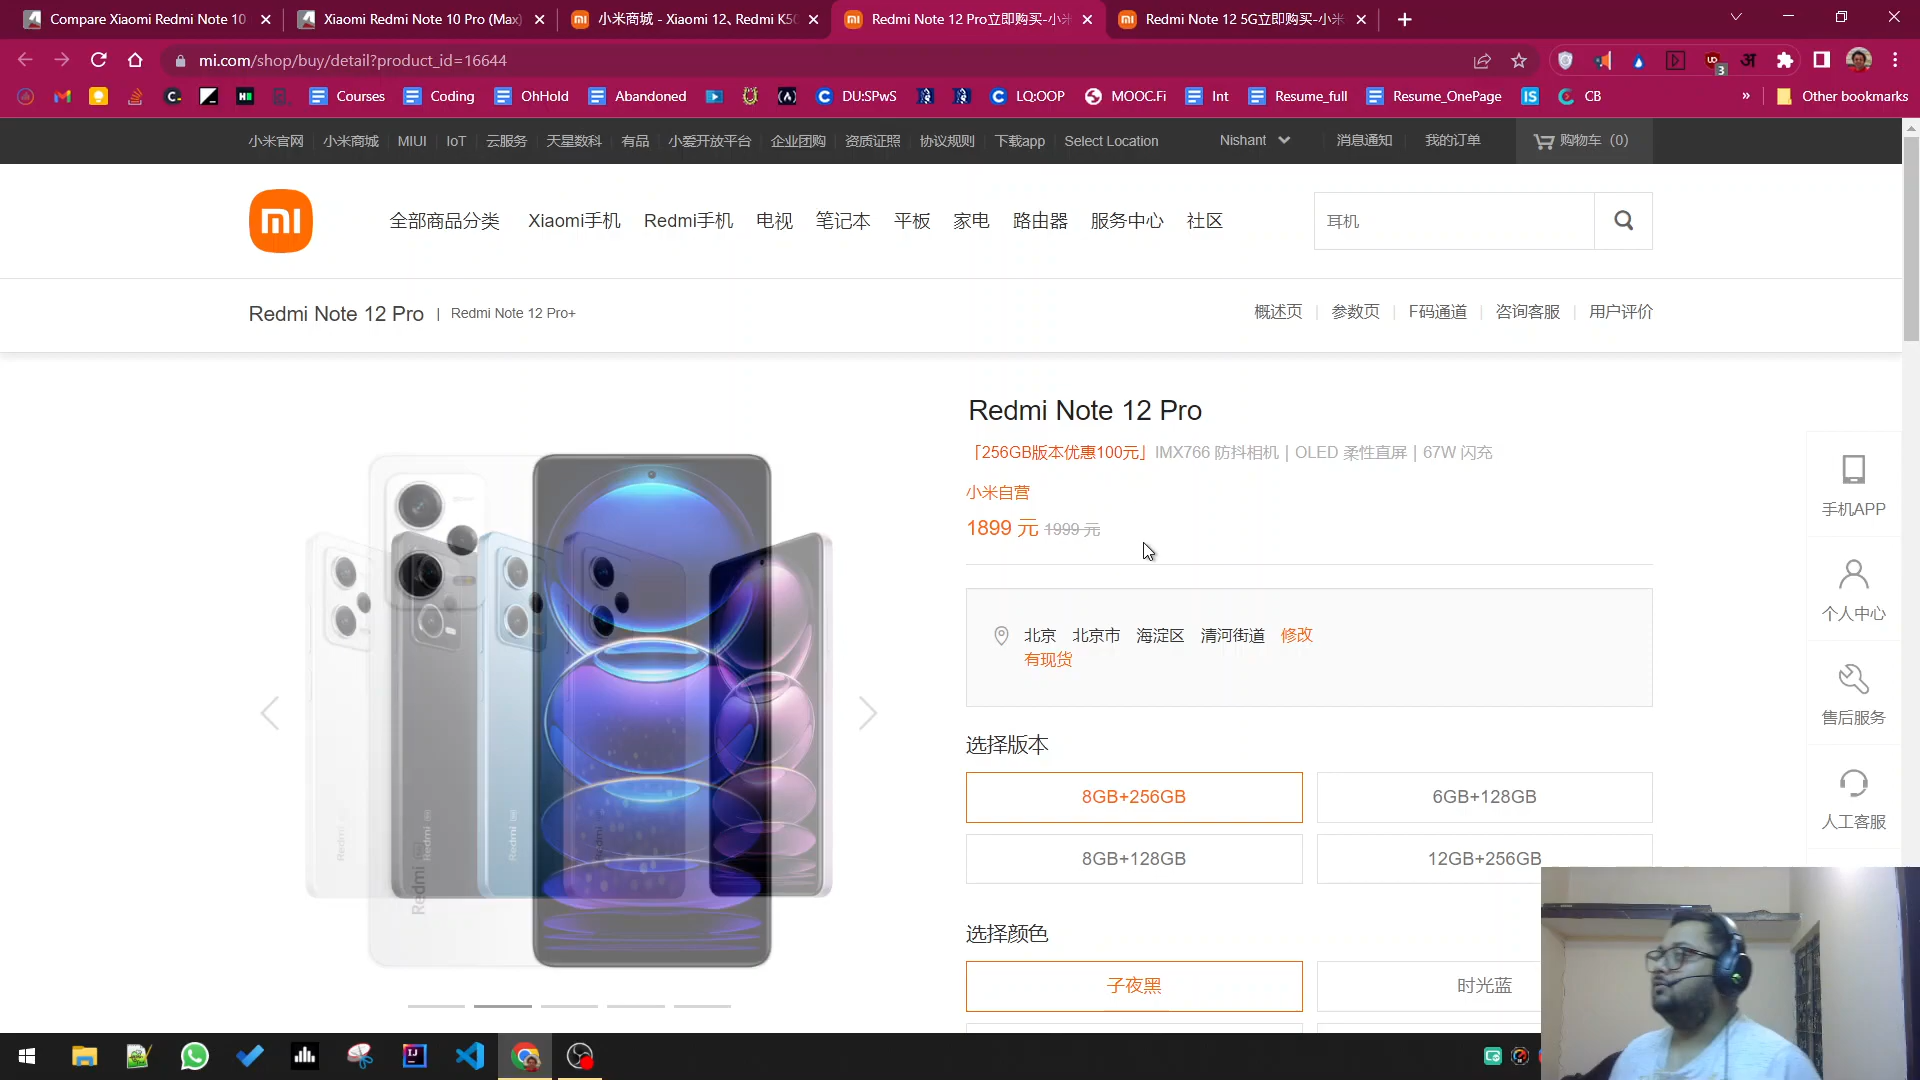 Compare Xiaomi Redmi Note 10
Xiaomi Redmi Note 10 Pro (Max)
小米商城 - Xiaomi 12、Redmi K50
Redmi Note 12 Pro立即购买-小米
Redmi Note 12 5G立即购买-小米
mi.com/shop/buy/detail?product_id=16644
3
Courses
Coding
OhHold
Abandoned
DU:SPwS
LQ:OOP
MOOC.Fi
Int
Resume_full
Resume_OnePage
CB
»
Other bookmarks
小米官网 小米商城 MIUI IoT 云服务 天星数科 有品 小爱开放平台 企业团购 资质证照 协议规则 下载app Select Location
Nishant 消息通知 我的订单 购物车 (0)
mi
全部商品分类 Xiaomi手机 Redmi手机 电视 笔记本 平板 家电 路由器 服务中心 社区
耳机
Redmi Note 12 Pro | Redmi Note 12 Pro+
概述页 | 参数页 | F码通道 | 咨询客服 | 用户评价
Redmi Note 12 Pro
「256GB版本优惠100元」IMX766 防抖相机 | OLED 柔性直屏 | 67W 闪充
小米自营
1899 元 1999 元
北京 北京市 海淀区 清河街道 修改
有现货
选择版本
8GB+256GB
6GB+128GB
8GB+128GB
12GB+256GB
选择颜色
子夜黑
时光蓝
手机APP
个人中心
售后服务
人工客服
Redmi
Redmi
Redmi
Redmi